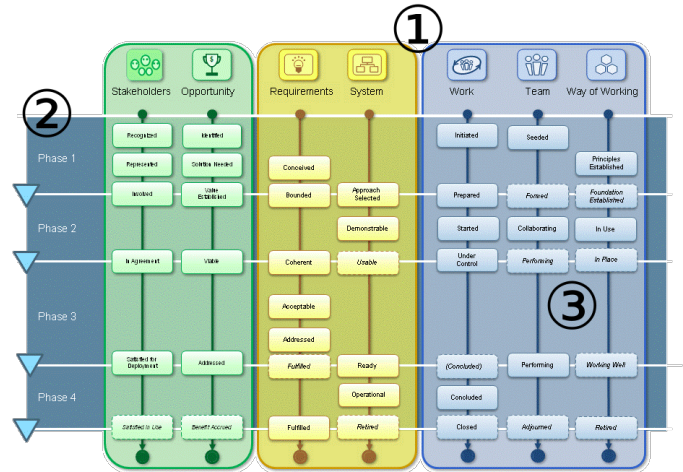 1
Stakeholders Opportunity Requirements System Work Team Way of Working
2
Recognized Identified Initiated Seeded
Phase 1
Represented Solution Needed Conceived Principles
Established
Involved Value
Established Bounded Approach
Selected Prepared Formed Foundation
Established
Phase 2
Demonstrable Started Collaborating In Use
In Agreement Viable Coherent Usable Under
Control Performing In Place
3
Acceptable
Phase 3
Addressed
Satisfied for
Deployment Addressed Fulfilled Ready (Concluded) Performing Working Well
Phase 4
Operational Concluded
Satisfied in Use Benefit Accrued Fulfilled Retired Closed Adjourned Retired